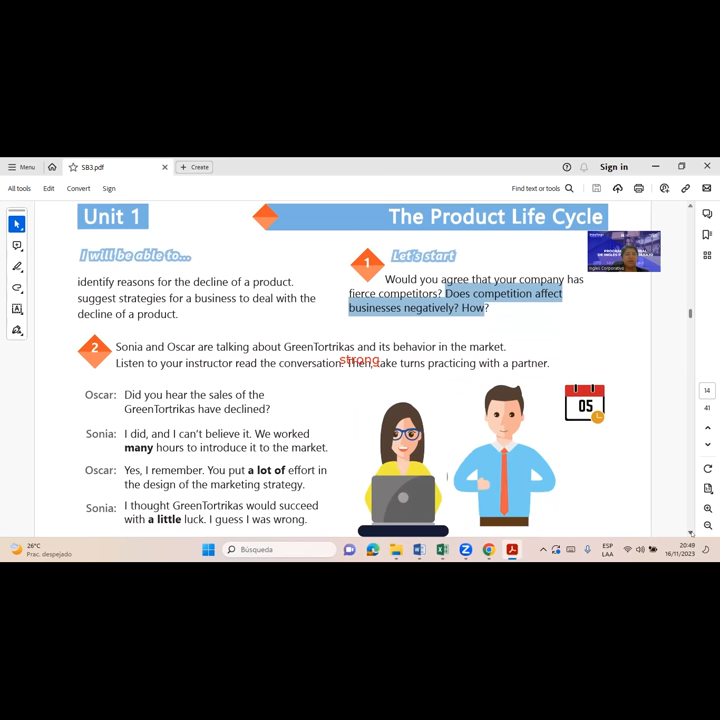 Menu
SB3.pdf
Create
Sign in
All tools
Edit
Convert
Sign
Find text or tools
Unit 1
The Product Life Cycle
I will be able to...
identify reasons for the decline of a product.
suggest strategies for a business to deal with the
decline of a product.
1
Let's start
Would you agree that your company has
fierce competitors? Does competition affect
businesses negatively? How?
Inglés Corporativo
2
Sonia and Oscar are talking about GreenTortrikas and its behavior in the market.
Listen to your instructor read the conversation. Then, take turns practicing with a partner.
strong
Oscar: Did you hear the sales of the
GreenTortrikas have declined?
Sonia: I did, and I can't believe it. We worked
many hours to introduce it to the market.
Oscar: Yes, I remember. You put a lot of effort in
the design of the marketing strategy.
Sonia: I thought GreenTortrikas would succeed
with a little luck. I guess I was wrong.
05
14
41
26°C
Prac. despejado
Búsqueda
ESP
LAA
20:49
16/11/2023